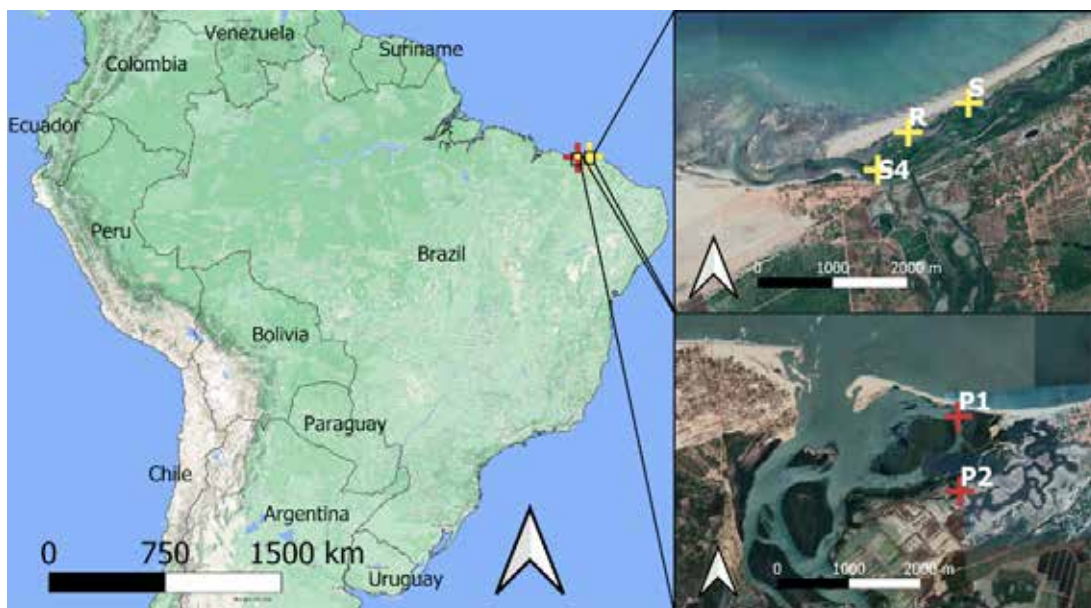 Venezuela
Suriname
Colombia
Ecuador
Peru
Brazil
Bolivia
Paraguay
Chile
Argentina
Uruguay
0 750 1500 km
S
R
S4
0 1000 2000 m
P1
P2
0 1000 2000 m